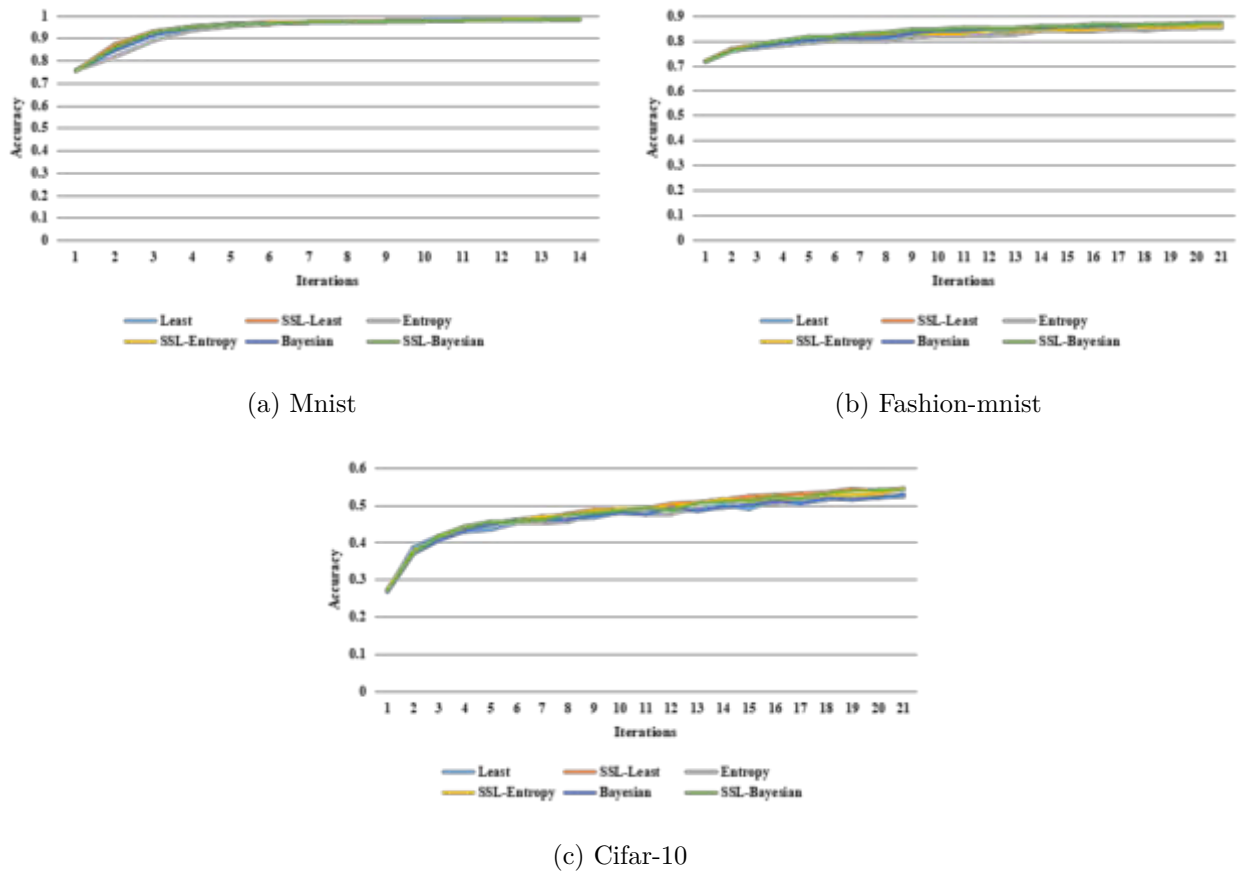 1
0.9
0.8
0.7
0.6
0.5
0.4
0.3
0.2
0.1
0
Accuracy
1 2 3 4 5 6 7 8 9 10 11 12 13 14
Iterations
Least SSL-Least Entropy
SSL-Entropy Bayesian SSL-Bayesian
(a) Mnist
0.9
0.8
0.7
0.6
0.5
0.4
0.3
0.2
0.1
0
Accuracy
1 2 3 4 5 6 7 8 9 10 11 12 13 14 15 16 17 18 19 20 21
Iterations
Least SSL-Least Entropy
SSL-Entropy Bayesian SSL-Bayesian
(b) Fashion-mnist
0.6
0.5
0.4
0.3
0.2
0.1
0
Accuracy
1 2 3 4 5 6 7 8 9 10 11 12 13 14 15 16 17 18 19 20 21
Iterations
Least SSL-Least Entropy
SSL-Entropy Bayesian SSL-Bayesian
(c) Cifar-10